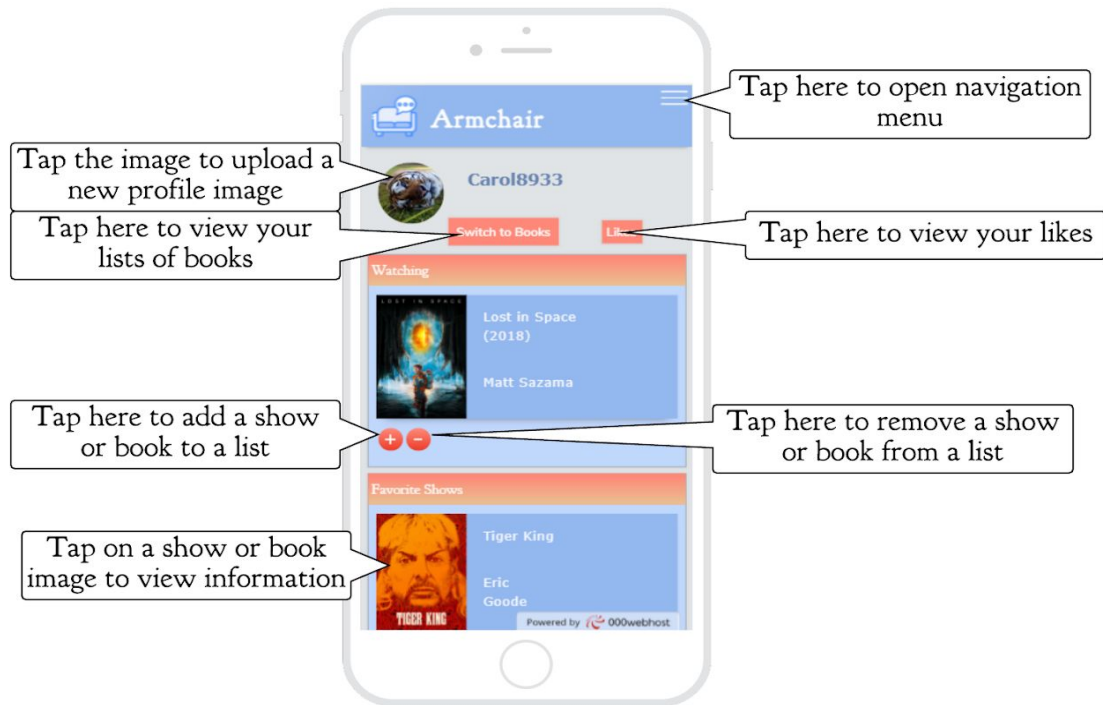 Tap here to open navigation
menu
Armchair
Tap the image to upload a
new profile image
Carol8933
Tap here to view your
lists of books
Switch to Books
Tap here to view your likes
Watching
LOST IN SPACE
Lost in Space
(2018)
Matt Sazama
Tap here to add a show
or book to a list
+
−
Tap here to remove a show
or book from a list
Favorite Shows
Tap on a show or book
image to view information
TIGER KING
Tiger King
Eric
Goode
Powered by 000webhost